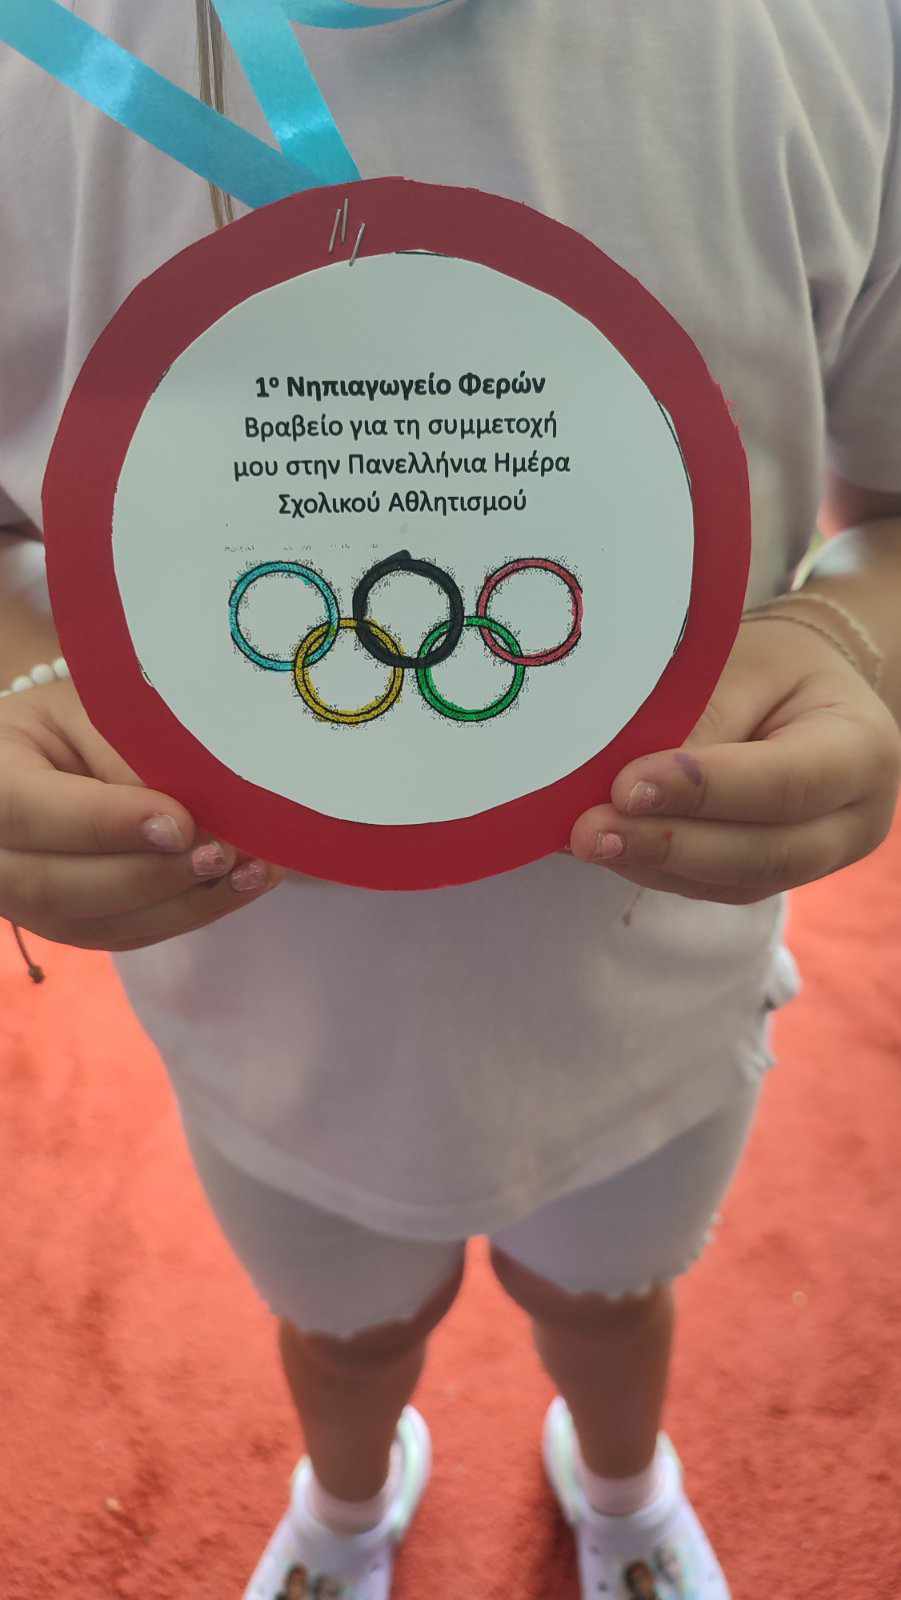 1ο Νηπιαγωγείο Φερών
Βραβείο για τη συμμετοχή
μου στην Πανελλήνια Ημέρα
Σχολικού Αθλητισμού